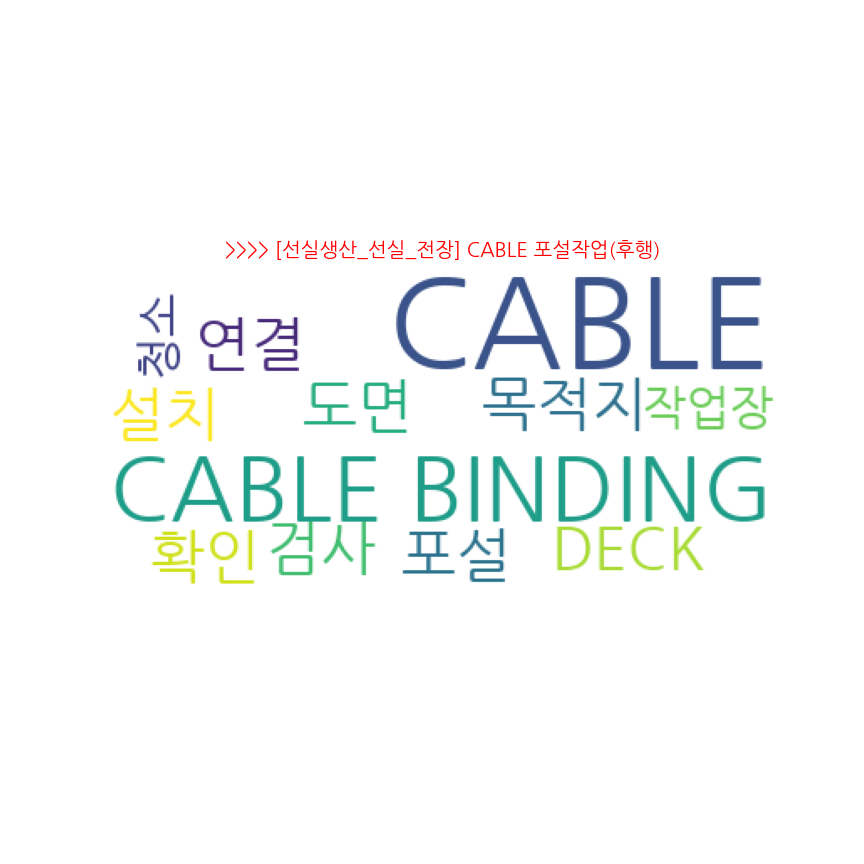 >>>> [선실생산_선실_전장] CABLE 포설작업(후행)
CABLE
청소
연결
설치
도면
목적지
작업장
CABLE BINDING
확인
검사
포설
DECK